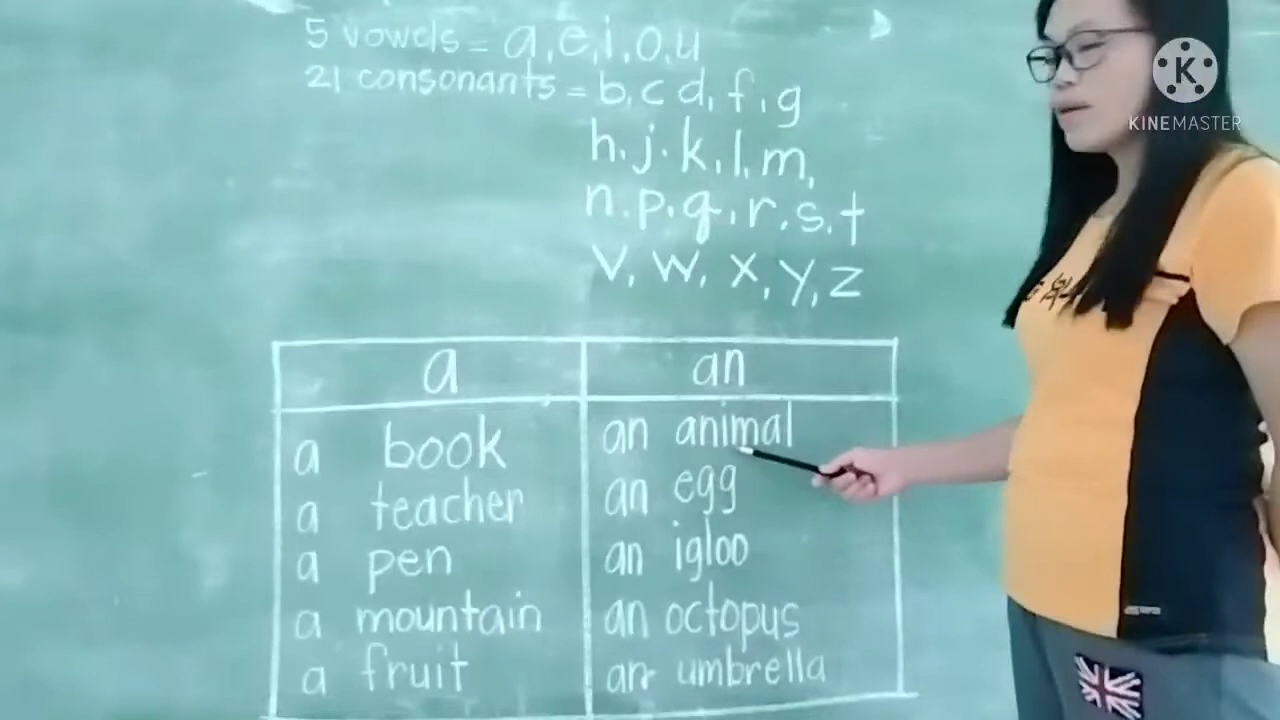 5 vowels = a, e, i, o, u
21 consonants = b, c d, f, g
h, j, k, l, m,
n, p, q, r, s, t
v, w, x, y, z
a an
a book an animal
a teacher an egg
a pen an igloo
a mountain an octopus
a fruit an umbrella
K
KINEMASTER